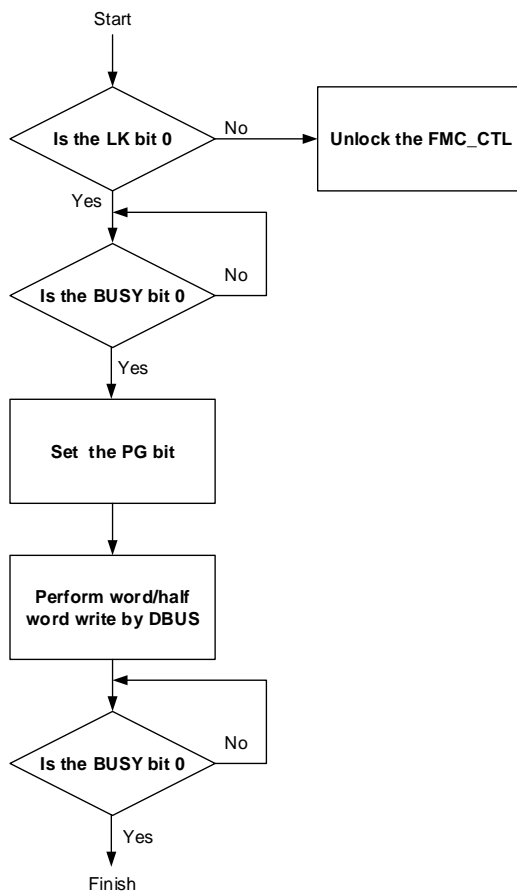 Start
Is the LK bit 0
No
Unlock the FMC_CTL
Yes
Is the BUSY bit 0
No
Yes
Set the PG bit
Perform word/half
word write by DBUS
Is the BUSY bit 0
No
Yes
Finish